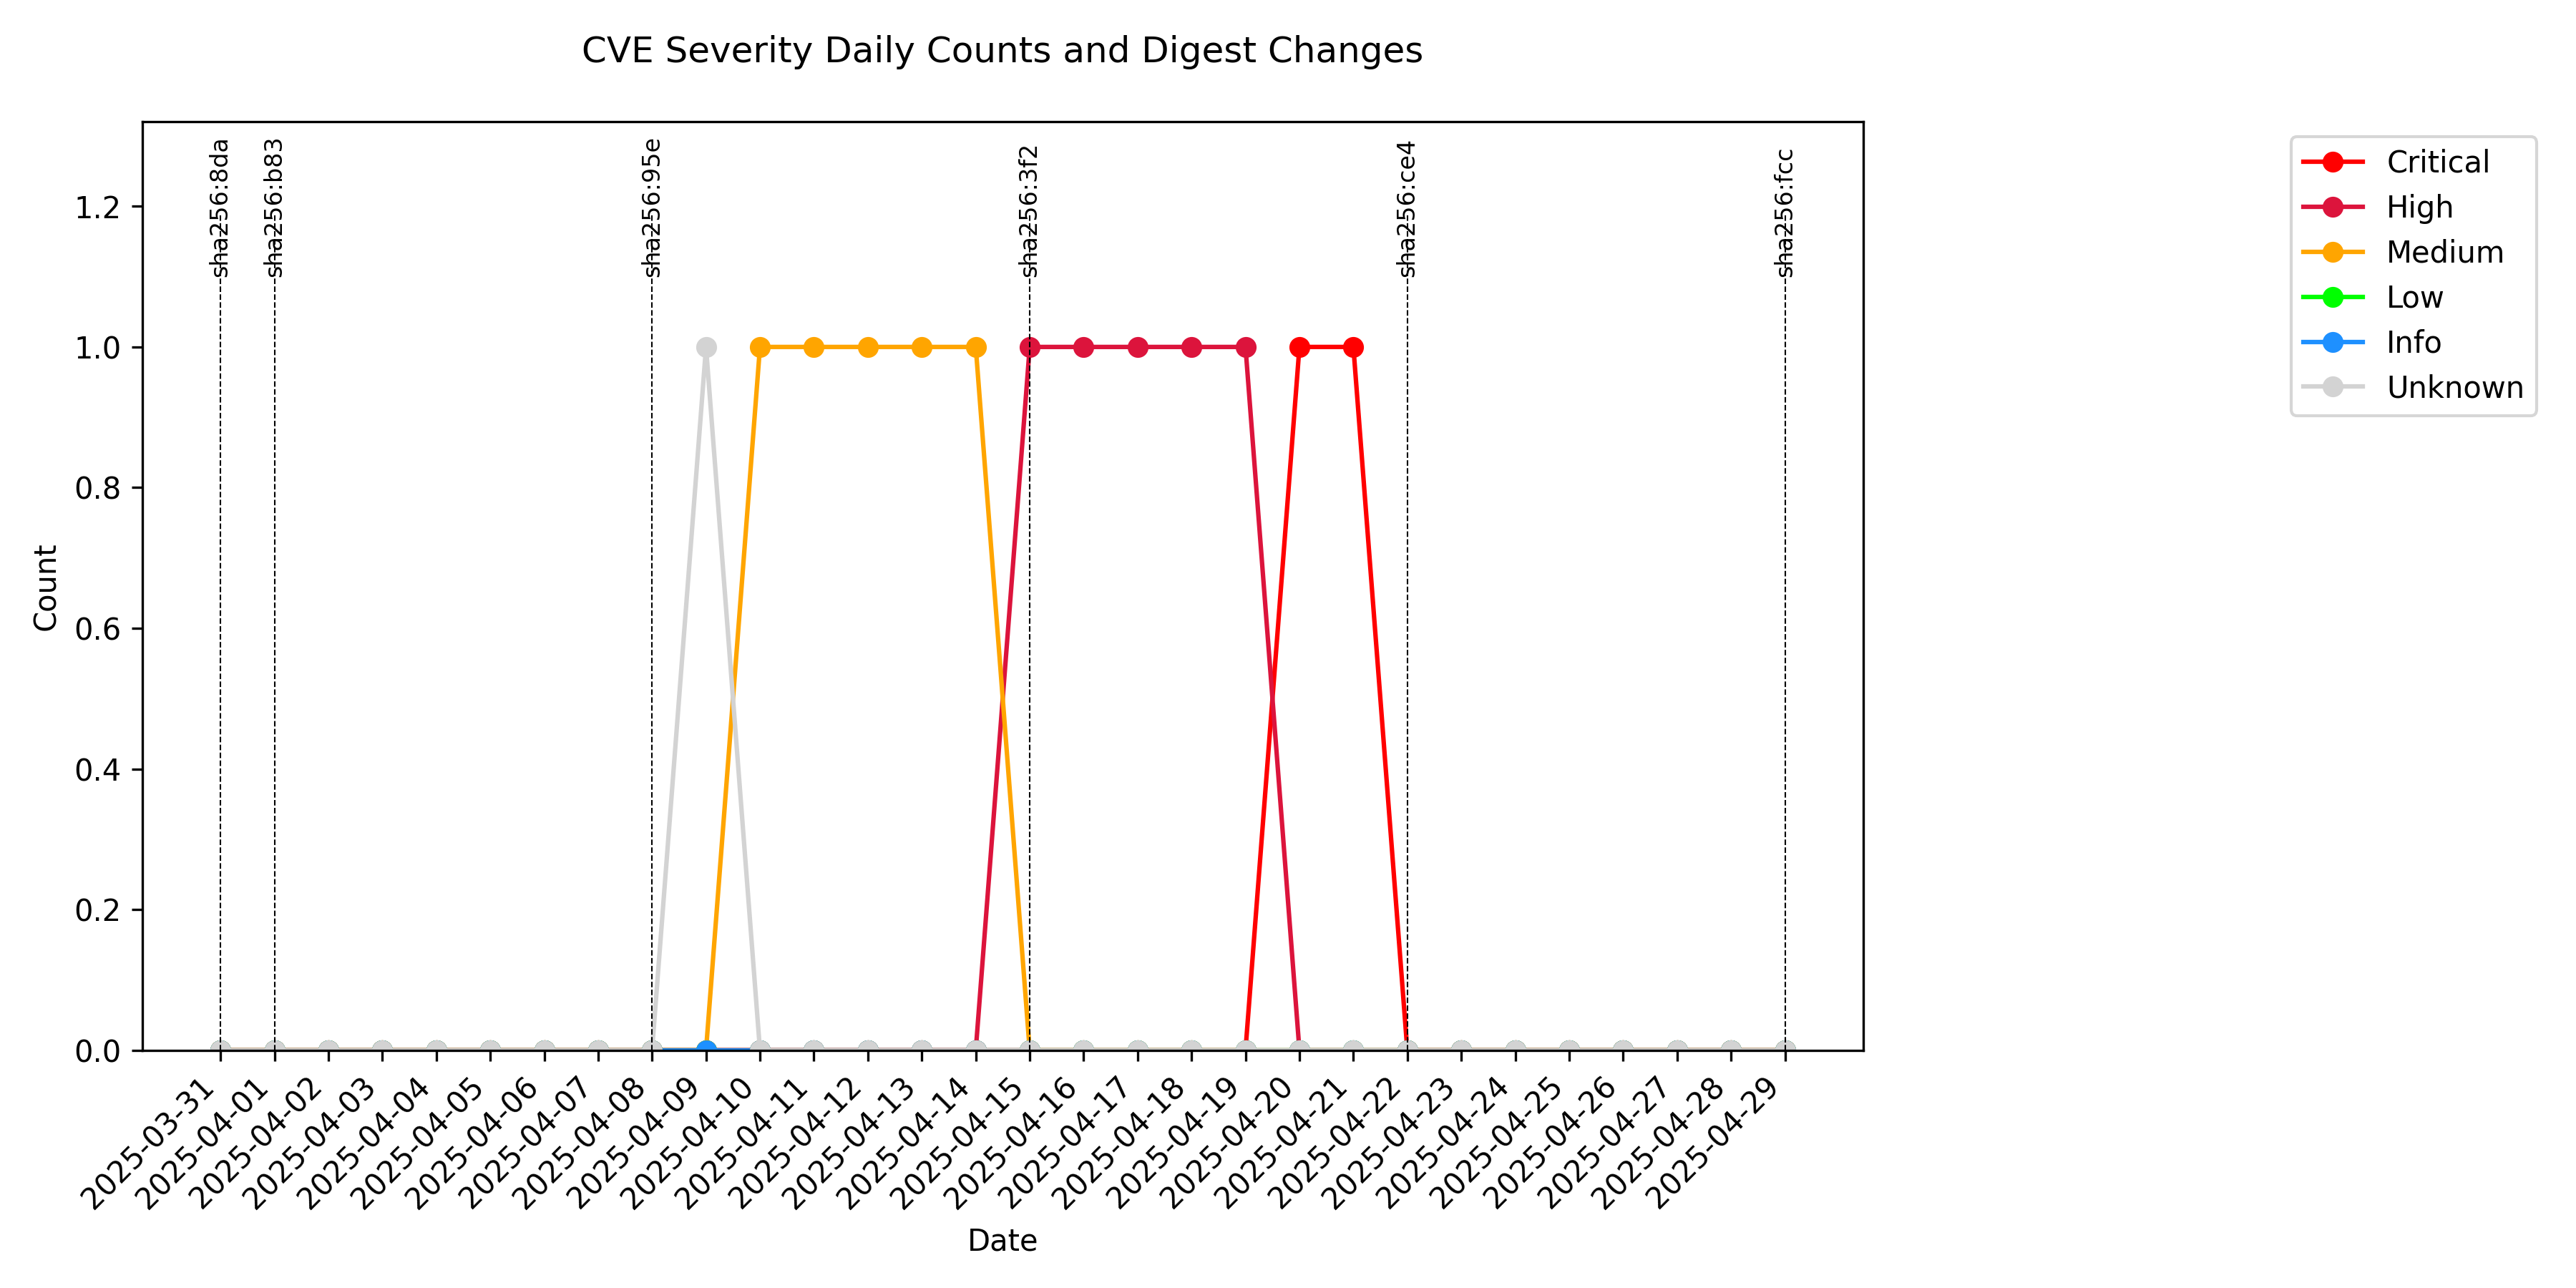 CVE Severity Daily Counts and Digest Changes
sha256:8da
sha256:b83
sha256:95e
sha256:3f2
sha256:ce4
sha256:fcc
Critical
High
Medium
Low
Info
Unknown
1.2
1.0
0.8
0.6
0.4
0.2
0.0
Count
2025-03-31
2025-04-01
2025-04-02
2025-04-03
2025-04-04
2025-04-05
2025-04-06
2025-04-07
2025-04-08
2025-04-09
2025-04-10
2025-04-11
2025-04-12
2025-04-13
2025-04-14
2025-04-15
2025-04-16
2025-04-17
2025-04-18
2025-04-19
2025-04-20
2025-04-21
2025-04-22
2025-04-23
2025-04-24
2025-04-25
2025-04-26
2025-04-27
2025-04-28
2025-04-29
Date